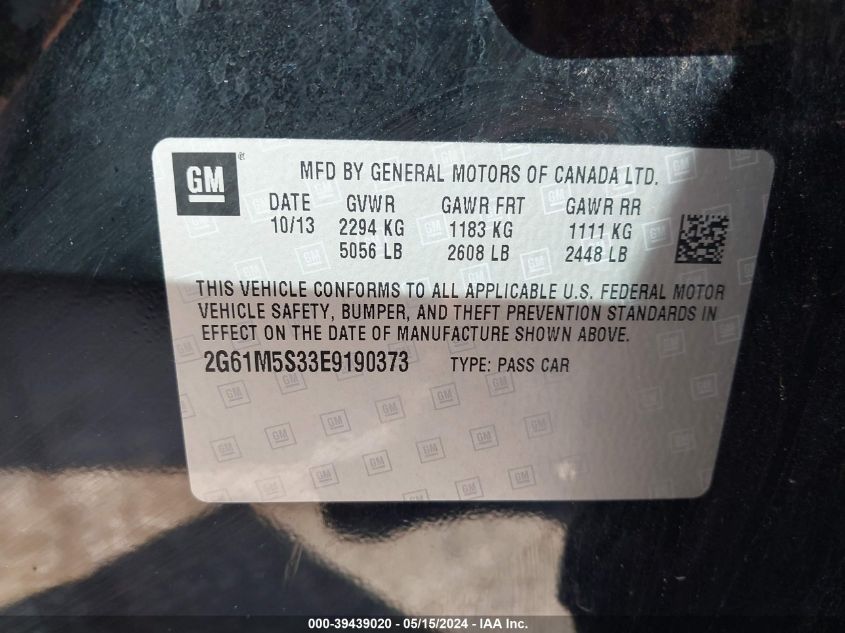 GM ® MFD BY GENERAL MOTORS OF CANADA LTD.
DATE GVWR GAWR FRT GAWR RR
10/13 2294 KG 1183 KG 1111 KG
5056 LB 2608 LB 2448 LB
THIS VEHICLE CONFORMS TO ALL APPLICABLE U.S. FEDERAL MOTOR
VEHICLE SAFETY, BUMPER, AND THEFT PREVENTION STANDARDS IN
EFFECT ON THE DATE OF MANUFACTURE SHOWN ABOVE.
2G61M5S33E9190373 TYPE: PASS CAR
000-39439020 - 05/15/2024 - IAA Inc.